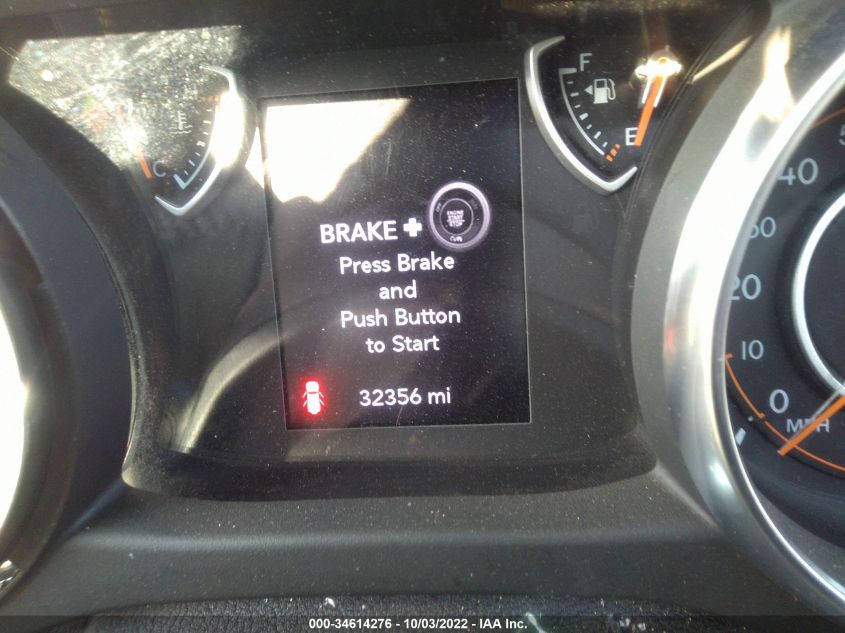 F
E
C
BRAKE +
ENGINE
START
STOP
Press Brake
and
Push Button
to Start
32356 mi
40
20
10
0
MPH
000-34614276 - 10/03/2022 - IAA Inc.